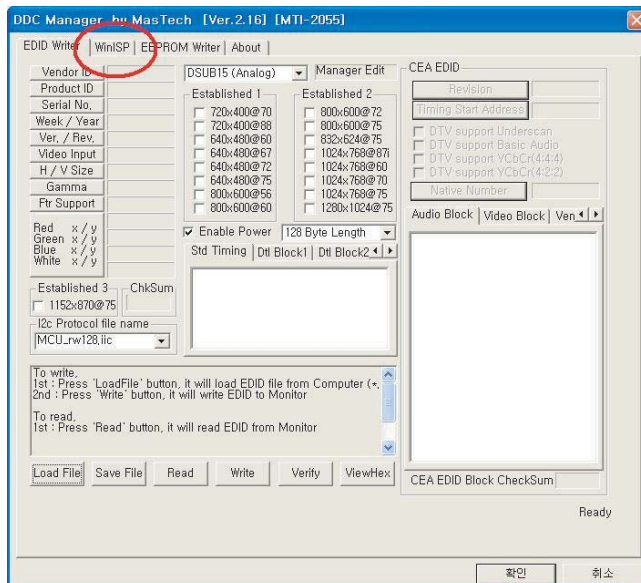 DDC Manager by MasTech [Ver.2.16] [MTI-2055]
EDID Writer WinISP EEPROM Writer About
Vendor ID
Product ID
Serial No,
Week / Year
Ver, / Rev,
Video Input
H / V Size
Gamma
Ftr Support
Red x / y
Green x / y
Blue x / y
White x / y
Established 3
1152x870@75
ChkSum
I2c Protocol file name
MCU_rw128,iic
DSUB15 (Analog)
Manager Edit
Established 1
720x400@70
720x400@88
640x480@60
640x480@67
640x480@72
640x480@75
800x600@56
800x600@60
Established 2
800x600@72
800x600@75
832x624@75
1024x768@87i
1024x768@60
1024x768@70
1024x768@75
1280x1024@75
Enable Power
128 Byte Length
Std Timing Dtl Block1 Dtl Block2
CEA EDID
Revision
Timing Start Address
DTV support Underscan
DTV support Basic Audio
DTV support YCbCr(4:4:4)
DTV support YCbCr(4:2:2)
Native Number
Audio Block Video Block Ven
To write,
1st : Press 'LoadFile' button, it will load EDID file from Computer (*,
2nd : Press 'Write' button, it will write EDID to Monitor
To read,
1st : Press 'Read' button, it will read EDID from Monitor
Load File Save File Read Write Verify ViewHex
CEA EDID Block CheckSum
Ready
확인 취소